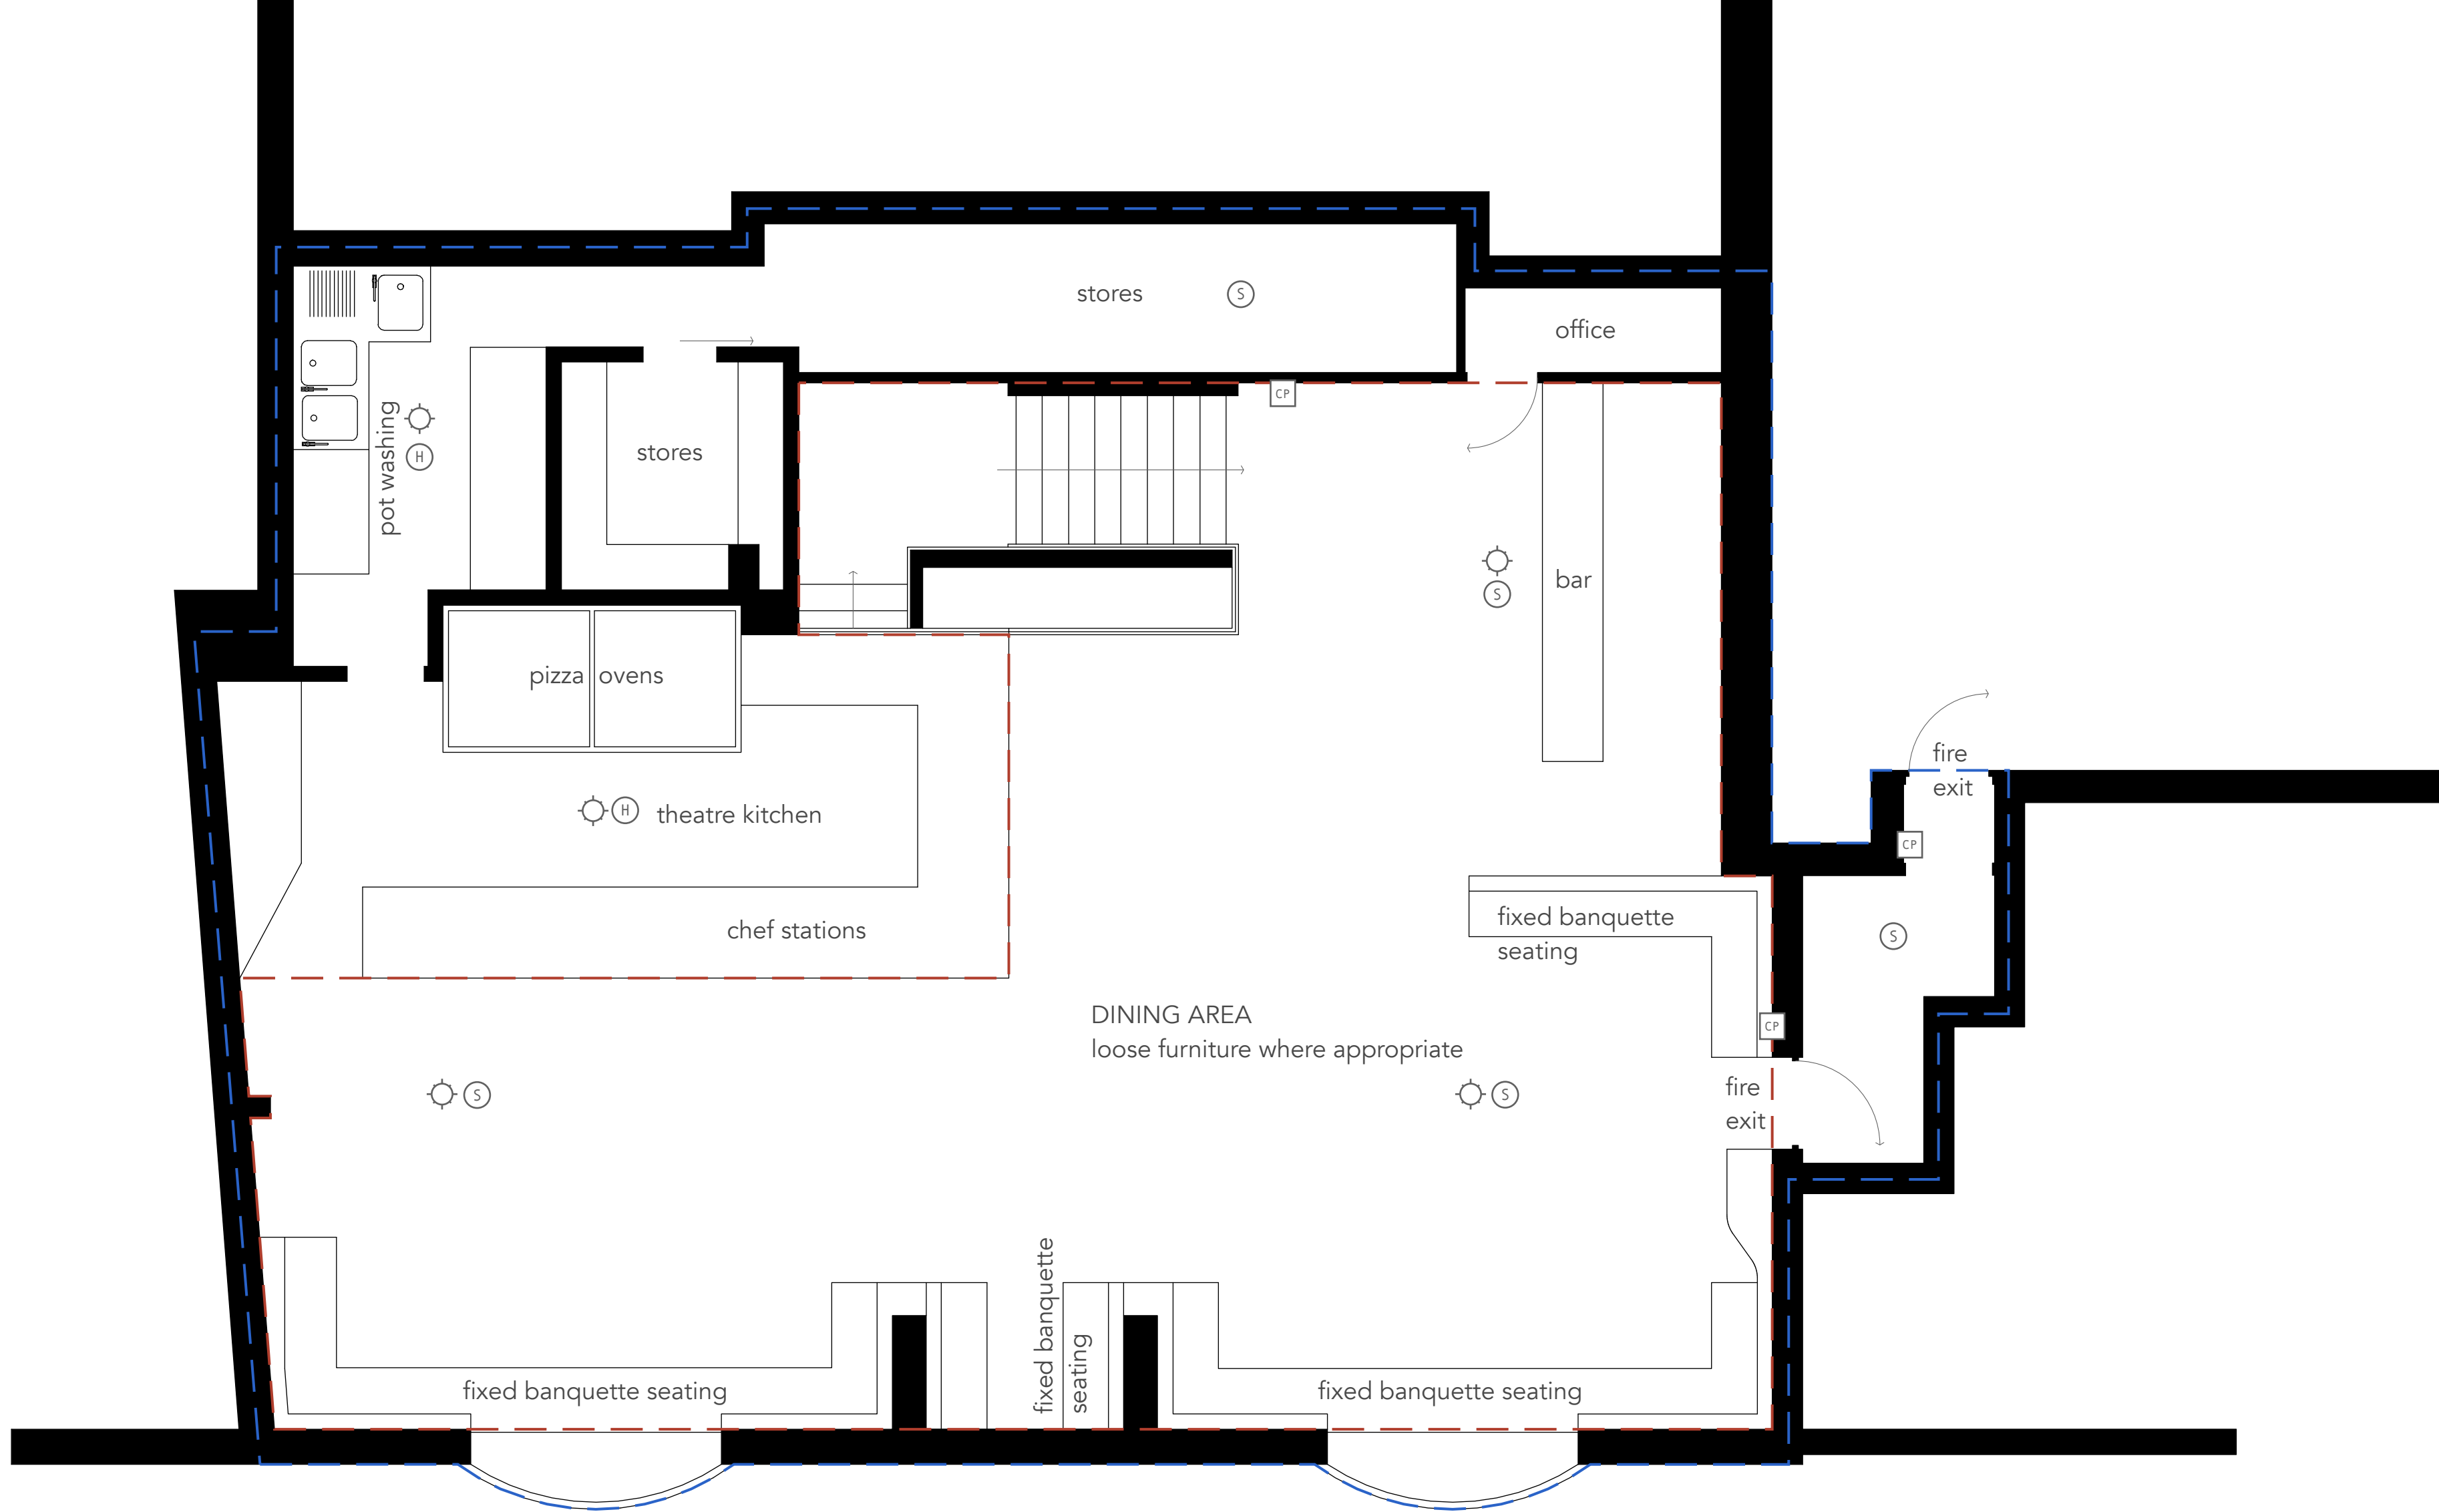 stores
S
office
CP
pot washing
H
stores
S
bar
pizza ovens
fire
exit
H
theatre kitchen
CP
chef stations
fixed banquette
seating
S
DINING AREA
loose furniture where appropriate
CP
S
S
fire
exit
fixed banquette
seating
fixed banquette seating
fixed banquette seating